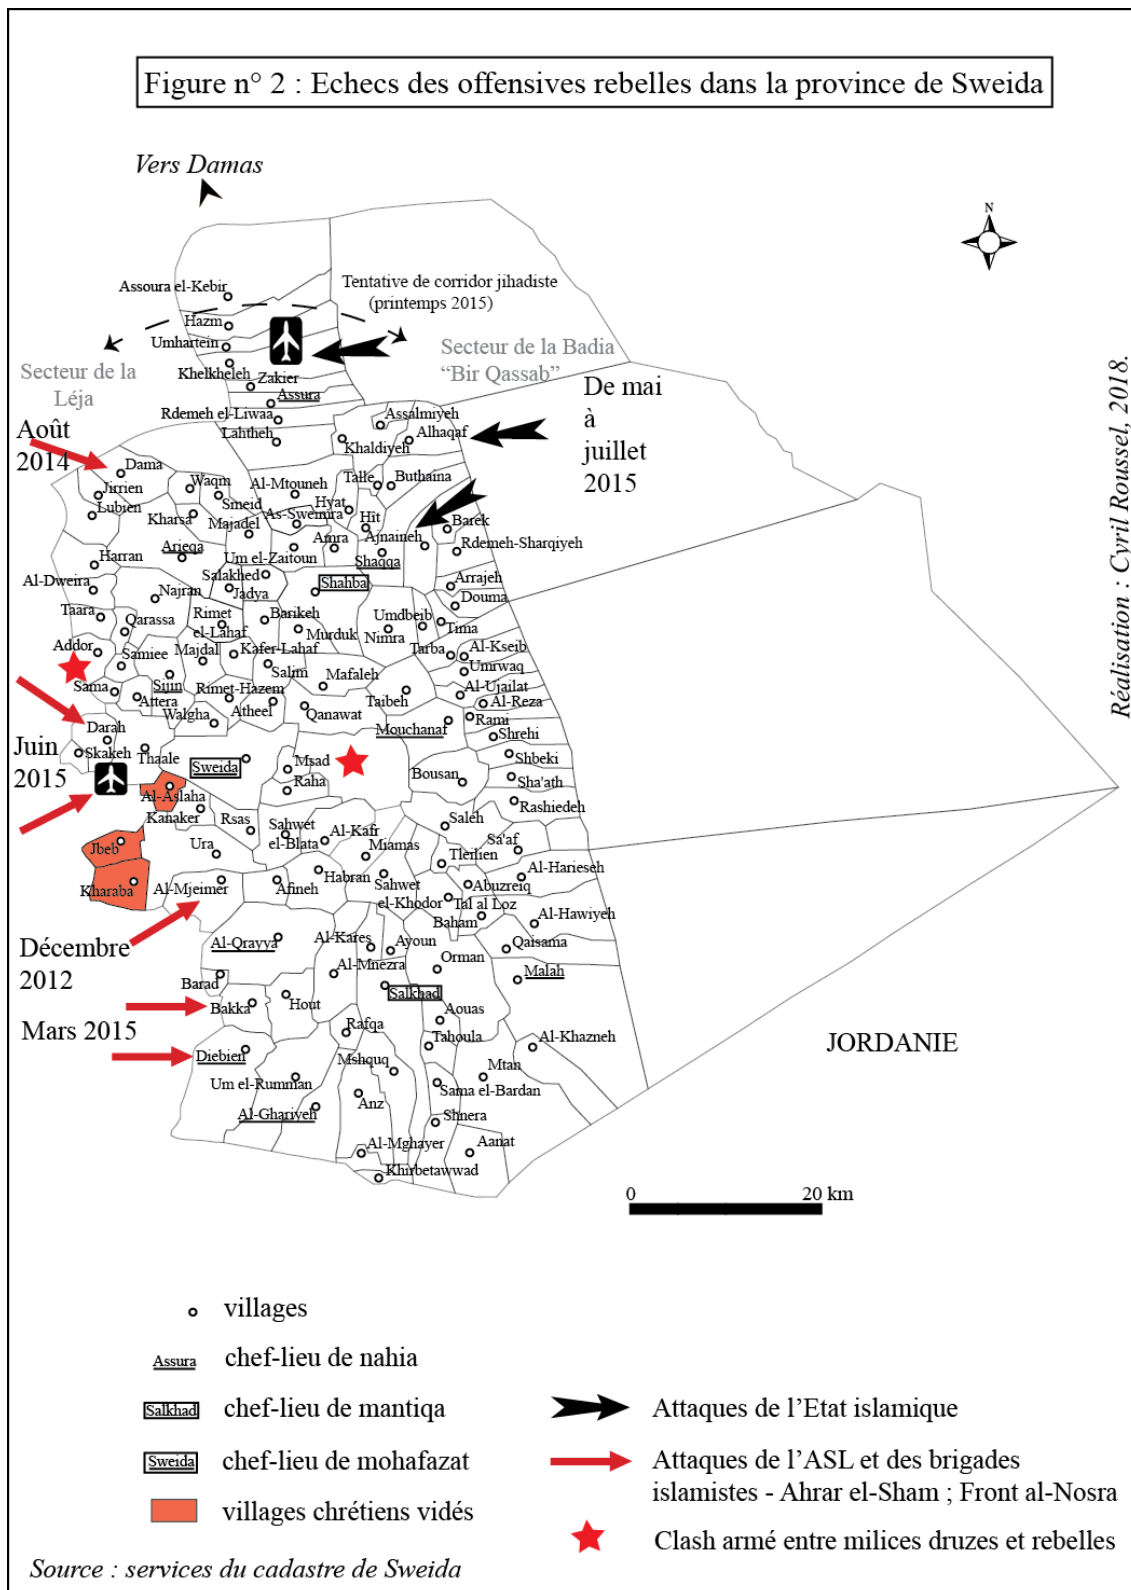 Figure n° 2 : Echecs des offensives rebelles dans la province de Sweida
Vers Damas
N
Assoura el-Kebir
Tentative de corridor jihadiste
(printemps 2015)
Hazm
Umhartein
Secteur de la Badia
“Bir Qassab”
Secteur de la
Léja
Khelkheleh
Zakier
Assura
De mai
à
juillet
2015
Rdemeh el-Liwaa
Lahtheh
Assalmiyeh
Alhaqaf
Khaldiyeh
Août
2014
Dama
Jirrien
Lubien
Waqm
Smeid
Kharsa
Al-Mtouneh
As-Sweimra
Majadel
Hyat
Talle
Buthaina
Hît
Ajnaineh
Barek
Rdemeh-Sharqiyeh
Amra
Shaqqa
Um el-Zaitoun
Arieqa
Harran
Al-Dweira
Salakhed
Jadya
Shahba
Arrajeh
Douma
Najran
Taara
Qarassa
Rimet
el-Lahaf
Barikeh
Murduk
Umdbeib
Nimra
Tima
Tarba
Al-Kseib
Umrwaq
Addor
Samiee
Majdal
Kafer-Lahaf
Salim
Mafaleh
Sijin
Sama
Attera
Rimet-Hazem
Atheel
Taibeh
Al-Ujailat
Al-Reza
Walgha
Qanawat
Mouchanaf
Rami
Shrehi
Darah
Skakeh
Thaale
Juin
2015
Sweida
Msad
Raha
Bousan
Shbeki
Sha'ath
Rashiedeh
Al-Aslaha
Kanaker
Rsas
Sahwet
el-Blata
Al-Kafr
Miamas
Saleh
Sa'af
Jbeb
Ura
Tleilien
Al-Harieseh
Kharaba
Al-Mjeimer
Afineh
Habran
Sahwet
el-Khodor
Abuzreiq
Tal al Loz
Baham
Al-Hawiyeh
Décembre
2012
Al-Qrayya
Al-Kares
Ayoun
Qaisama
Orman
Malah
Al-Mnezra
Barad
Bakka
Hout
Salkhad
Aouas
Mars 2015
Rafqa
Tahoula
Al-Khazneh
JORDANIE
Diebien
Mshquq
Mtan
Um el-Rumman
Sama el-Bardan
Anz
Al-Ghariyeh
Shnera
Al-Mghayer
Aanat
Khirbetawwad
0
20 km
Réalisation : Cyril Roussel, 2018.
villages
Assura
chef-lieu de nahia
Salkhad
chef-lieu de mantiqa
Sweida
chef-lieu de mohafazat
villages chrétiens vidés
Attaques de l’Etat islamique
Attaques de l’ASL et des brigades
islamistes - Ahrar el-Sham ; Front al-Nosra
Clash armé entre milices druzes et rebelles
Source : services du cadastre de Sweida